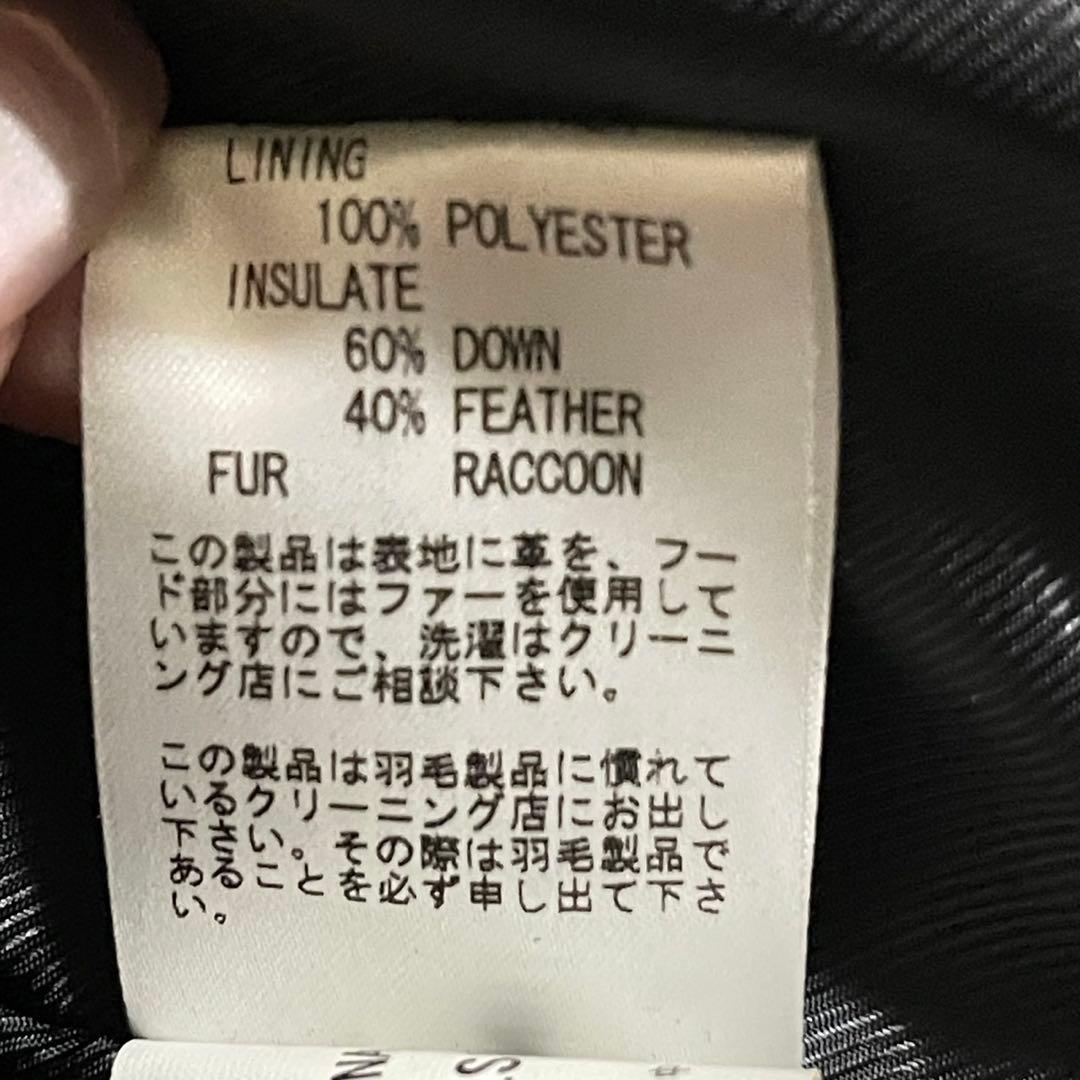 LINING
100% POLYESTER
INSULATE
60% DOWN
40% FEATHER
FUR RACCOON
この製品は表地に革を、フー
ド部分にはファーを使用して
いますので、洗濯はクリーニ
ング店にご相談下さい。
この製品は羽毛製品に慣れて
いるクリーニング店にお出し
下さい。その際は羽毛製品で
あることを必ず申し出て下さ
い。